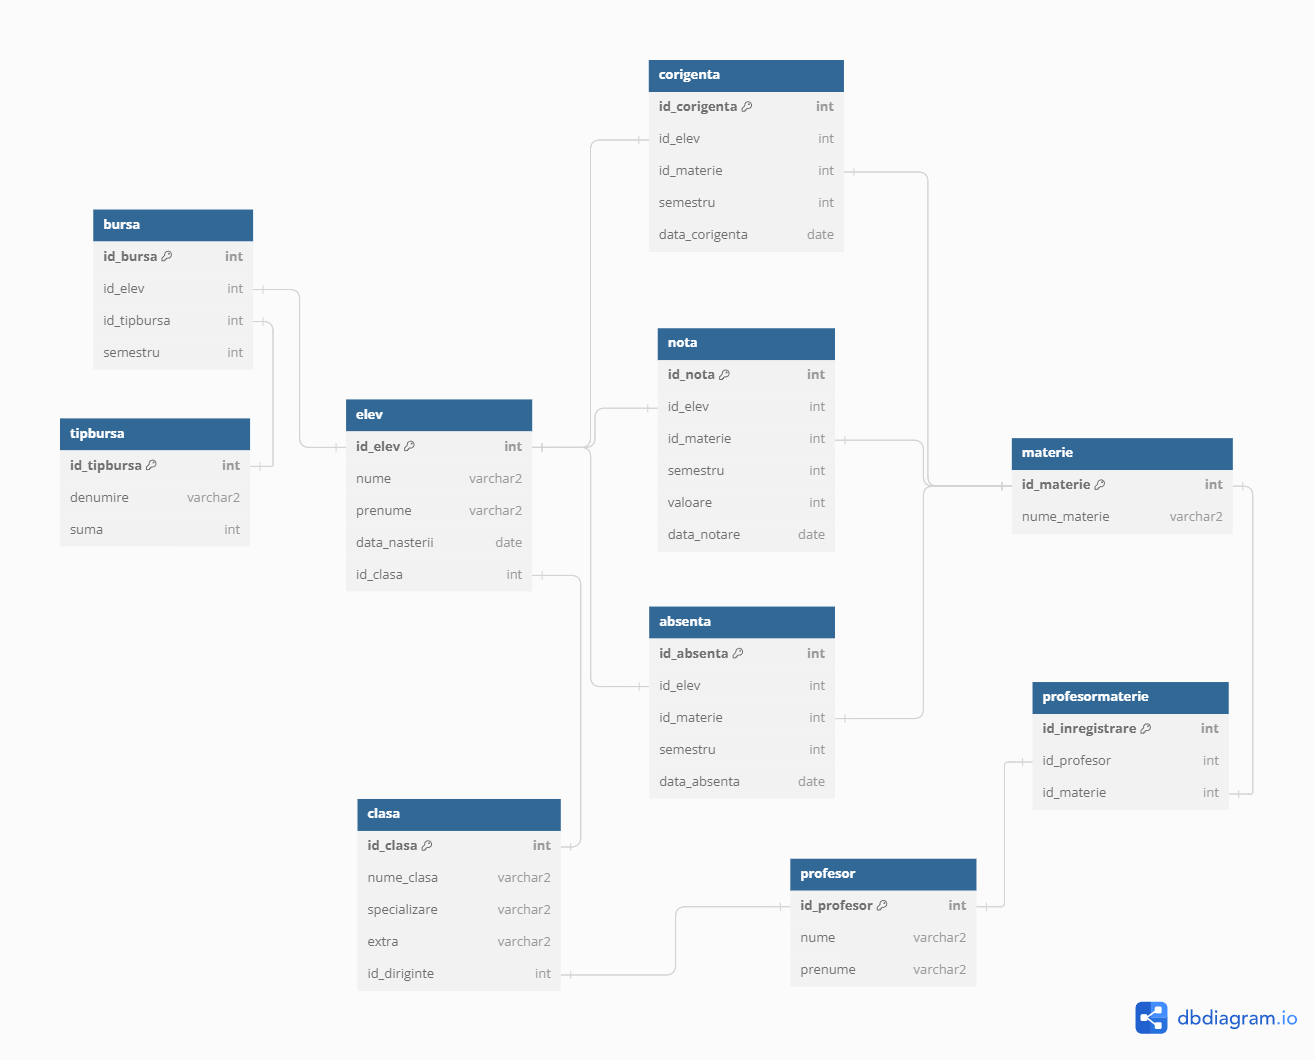 corigenta
id_corigenta int
id_elev int
id_materie int
semestru int
data_corigenta date
bursa
id_bursa int
id_elev int
id_tipbursa int
semestru int
nota
id_nota int
id_elev int
id_materie int
semestru int
valoare int
data_notare date
elev
id_elev int
nume varchar2
prenume varchar2
data_nasterii date
id_clasa int
tipbursa
id_tipbursa int
denumire varchar2
suma int
materie
id_materie int
nume_materie varchar2
absenta
id_absenta int
id_elev int
id_materie int
semestru int
data_absenta date
profesormaterie
id_inregistrare int
id_profesor int
id_materie int
clasa
id_clasa int
nume_clasa varchar2
specializare varchar2
extra varchar2
id_diriginte int
profesor
id_profesor int
nume varchar2
prenume varchar2
dbdiagram.io